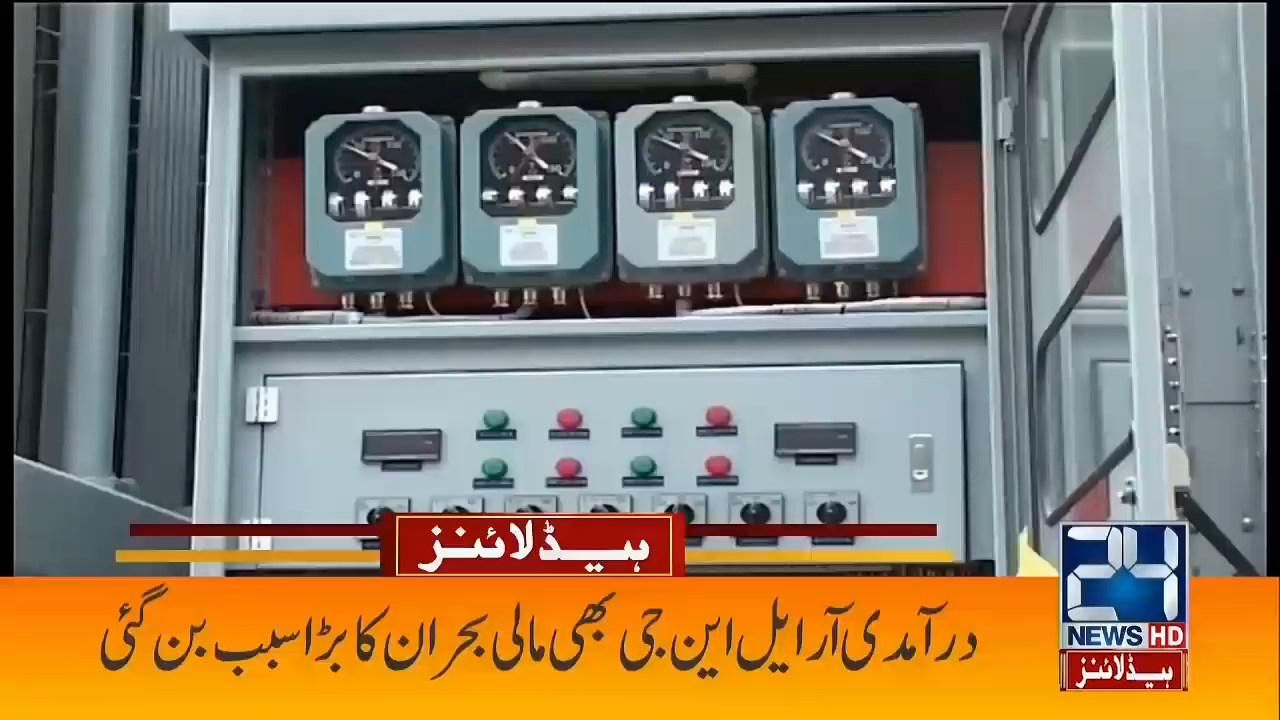 ہیڈلائنز
درآمدی آر ایل این جی بھی مالی بحران کا بڑا سبب بن گئی
24
NEWS HD
ہیڈلائنز